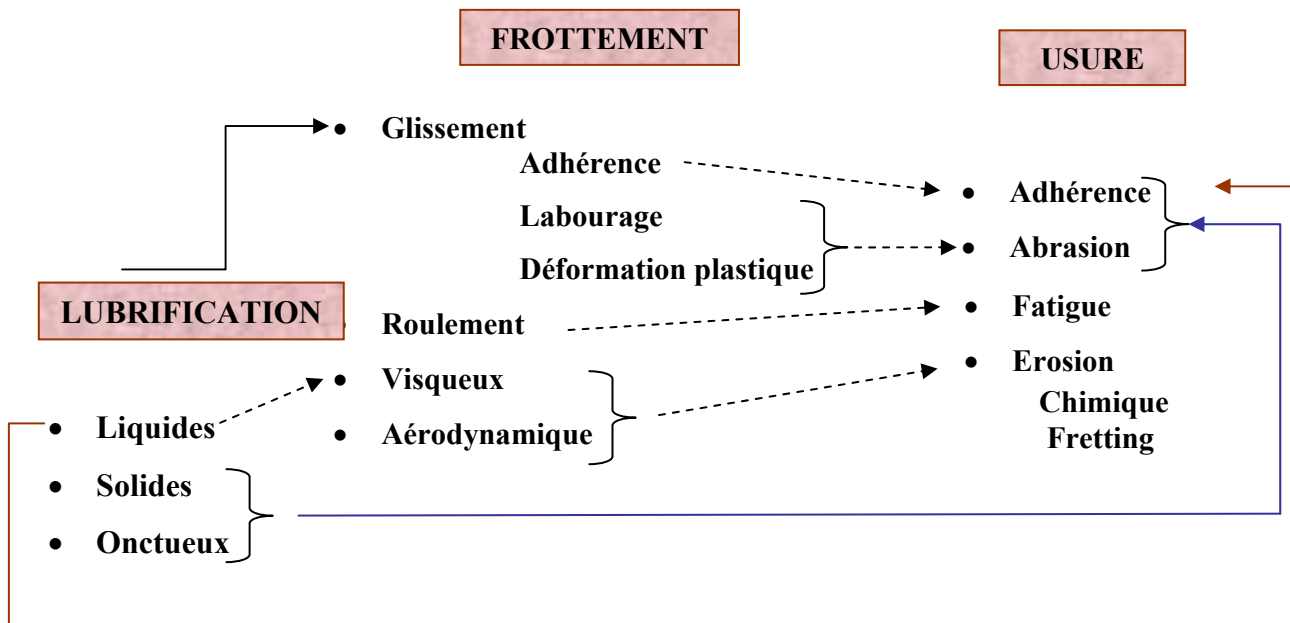 FROTTEMENT
USURE
• Glissement
Adhérence
Labourage
Déformation plastique
• Adhérence
• Abrasion
• Fatigue
• Erosion
Chimique
Fretting
LUBRIFICATION
• Roulement
• Visqueux
• Aérodynamique
• Liquides
• Solides
• Onctueux